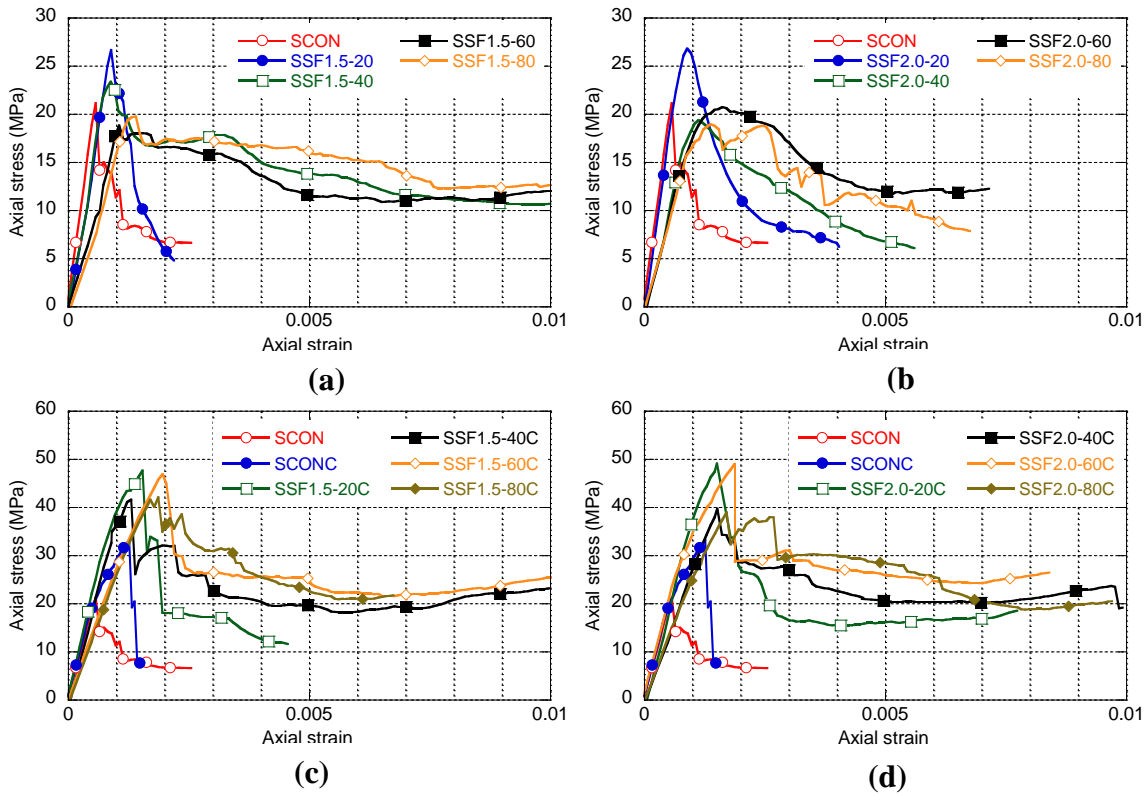 30
25
20
15
10
5
0
Axial stress (MPa)
SCON
SSF1.5-20
SSF1.5-40
SSF1.5-60
SSF1.5-80
0
0.005
0.01
Axial strain
(a)
30
25
20
15
10
5
0
Axial stress (MPa)
SCON
SSF2.0-20
SSF2.0-40
SSF2.0-60
SSF2.0-80
0
0.005
0.01
Axial strain
(b)
60
50
40
30
20
10
0
Axial stress (MPa)
SCON
SCONC
SSF1.5-20C
SSF1.5-40C
SSF1.5-60C
SSF1.5-80C
0
0.005
0.01
Axial strain
(c)
60
50
40
30
20
10
0
Axial stress (MPa)
SCON
SCONC
SSF2.0-20C
SSF2.0-40C
SSF2.0-60C
SSF2.0-80C
0
0.005
0.01
Axial strain
(d)